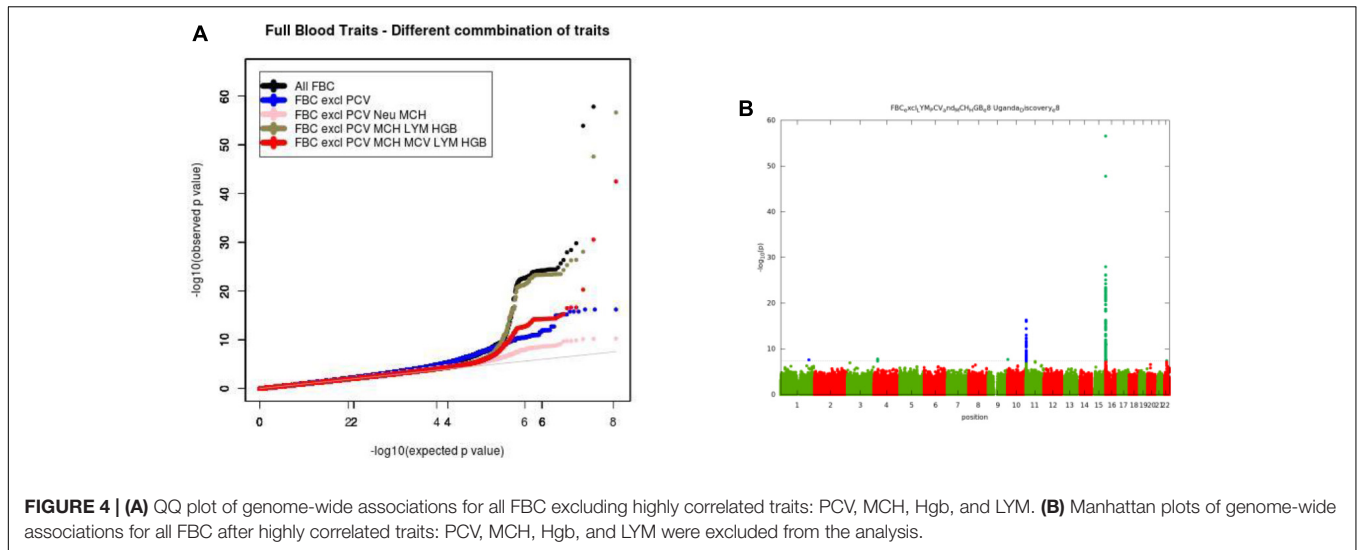 A
Full Blood Traits - Different commbination of traits
All FBC
FBC excl PCV
FBC excl PCV Neu MCH
FBC excl PCV MCH LYM HGB
FBC excl PCV MCH MCV LYM HGB
-log10(observed p value)
60
50
40
30
20
10
0
0 22 4 4 4 6 6 8
-log10(expected p value)
B
-log10(p)
60
50
40
30
20
10
0
1 2 3 4 5 6 7 8 9 10 11 12 13 14 15 16 17 18 19 20 21 22
position
FIGURE 4 | (A) QQ plot of genome-wide associations for all FBC excluding highly correlated traits: PCV, MCH, Hgb, and LYM. (B) Manhattan plots of genome-wide
associations for all FBC after highly correlated traits: PCV, MCH, Hgb, and LYM were excluded from the analysis.